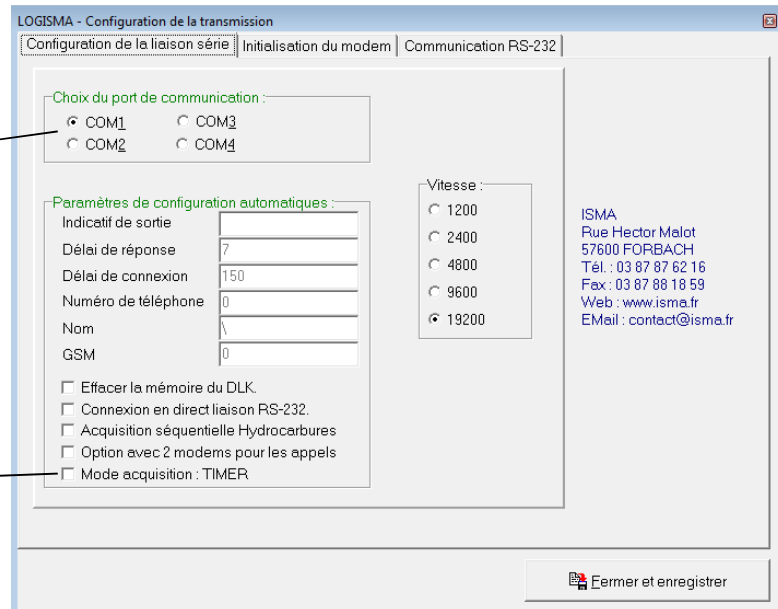 LOGISMA - Configuration de la transmission
Configuration de la liaison série
Initialisation du modem
Communication RS-232
Choix du port de communication :
COM1
COM3
COM2
COM4
Paramètres de configuration automatiques :
Indicatif de sortie
Délai de réponse 7
Délai de connexion 150
Numéro de téléphone 0
Nom \
GSM 0
Effacer la mémoire du DLK.
Connexion en direct liaison RS-232.
Acquisition séquentielle Hydrocarbures
Option avec 2 modems pour les appels
Mode acquisition : TIMER
Vitesse :
1200
2400
4800
9600
19200
ISMA
Rue Hector Malot
57600 FORBACH
Tél. : 03 87 87 62 16
Fax : 03 87 88 18 59
Web : www.isma.fr
EMail : contact@isma.fr
Fermer et enregistrer